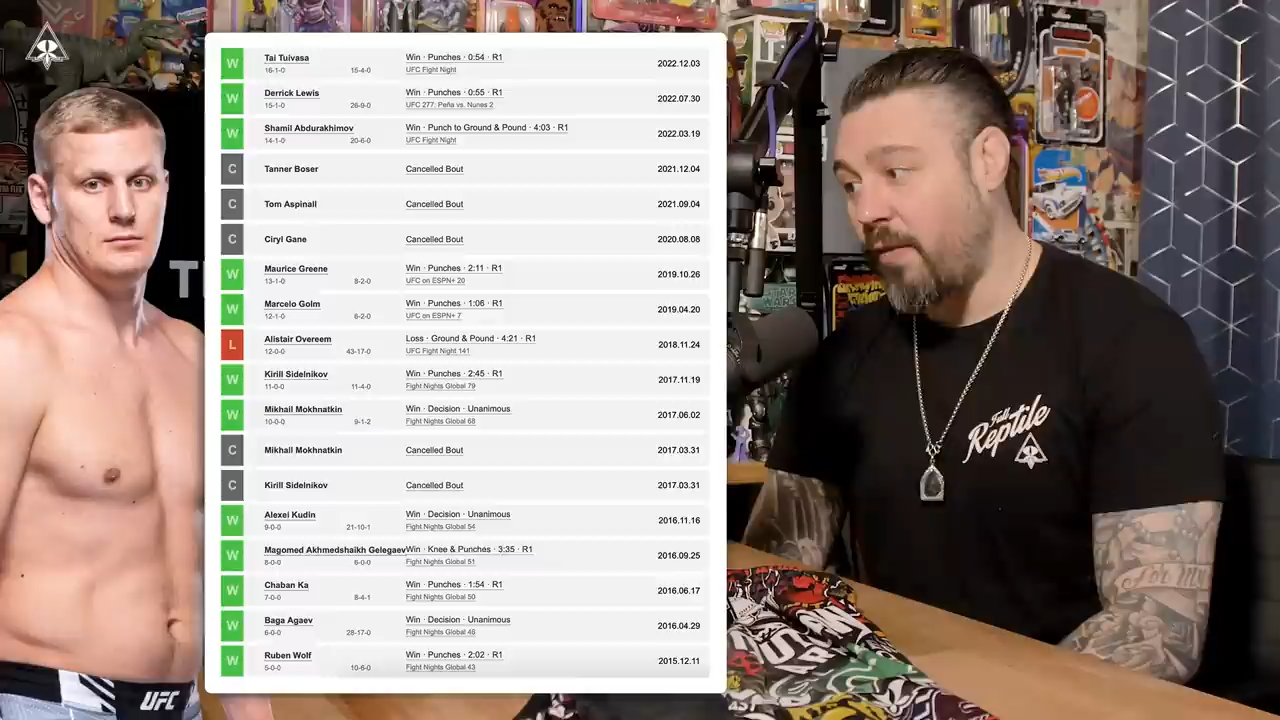 W Tai Tuivasa Win · Punches · 0:54 · R1 2022.12.03
16-1-0 15-4-0 UFC Fight Night
W Derrick Lewis Win · Punches · 0:55 · R1 2022.07.30
15-1-0 26-9-0 UFC 277: Peña vs. Nunes 2
W Shamil Abdurakhimov Win · Punch to Ground & Pound · 4:03 · R1 2022.03.19
14-1-0 20-6-0 UFC Fight Night
C Tanner Boser Cancelled Bout 2021.12.04
C Tom Aspinall Cancelled Bout 2021.09.04
C Ciryl Gane Cancelled Bout 2020.08.08
W Maurice Greene Win · Punches · 2:11 · R1 2019.10.26
13-1-0 8-2-0 UFC on ESPN+ 20
W Marcelo Golm Win · Punches · 1:06 · R1 2019.04.20
12-1-0 6-2-0 UFC on ESPN+ 7
L Alistair Overeem Loss · Ground & Pound · 4:21 · R1 2018.11.24
12-0-0 43-17-0 UFC Fight Night 141
W Kirill Sidelnikov Win · Punches · 2:45 · R1 2017.11.19
11-0-0 11-4-0 Fight Nights Global 79
W Mikhail Mokhnatkin Win · Decision · Unanimous 2017.06.02
10-0-0 9-1-2 Fight Nights Global 68
C Mikhail Mokhnatkin Cancelled Bout 2017.03.31
C Kirill Sidelnikov Cancelled Bout 2017.03.31
W Alexei Kudin Win · Decision · Unanimous 2016.11.16
9-0-0 21-10-1 Fight Nights Global 54
W Magomed Akhmedshaikh Gelegaev Win · Knee & Punches · 3:35 · R1 2016.09.25
8-0-0 6-0-0 Fight Nights Global 51
W Chaban Ka Win · Punches · 1:54 · R1 2016.06.17
7-0-0 8-4-1 Fight Nights Global 50
W Baga Agaev Win · Decision · Unanimous 2016.04.29
6-0-0 28-17-0 Fight Nights Global 46
W Ruben Wolf Win · Punches · 2:02 · R1 2015.12.11
5-0-0 10-6-0 Fight Nights Global 43
UFC
Reptile
STAR
WARS